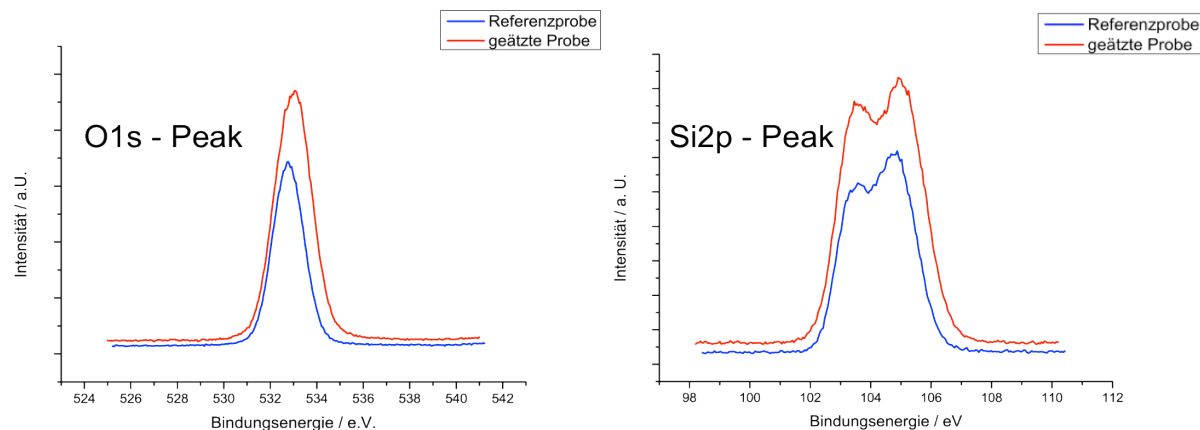 Referenzprobe
geätzte Probe
O1s - Peak
Intensität / a.U.
524 526 528 530 532 534 536 538 540 542
Bindungsenergie / e.V.
Referenzprobe
geätzte Probe
Si2p - Peak
Intensität / a. U.
98 100 102 104 106 108 110 112
Bindungsenergie / eV